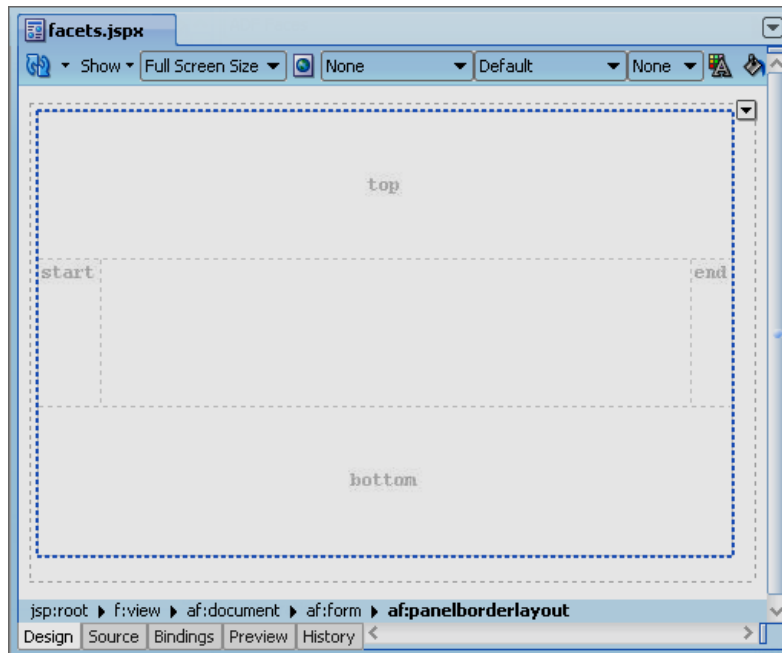 facets.jspx
Show Full Screen Size None Default None
top
start end
bottom
jsp:root f:view af:document af:form af:panelborderlayout
Design Source Bindings Preview History